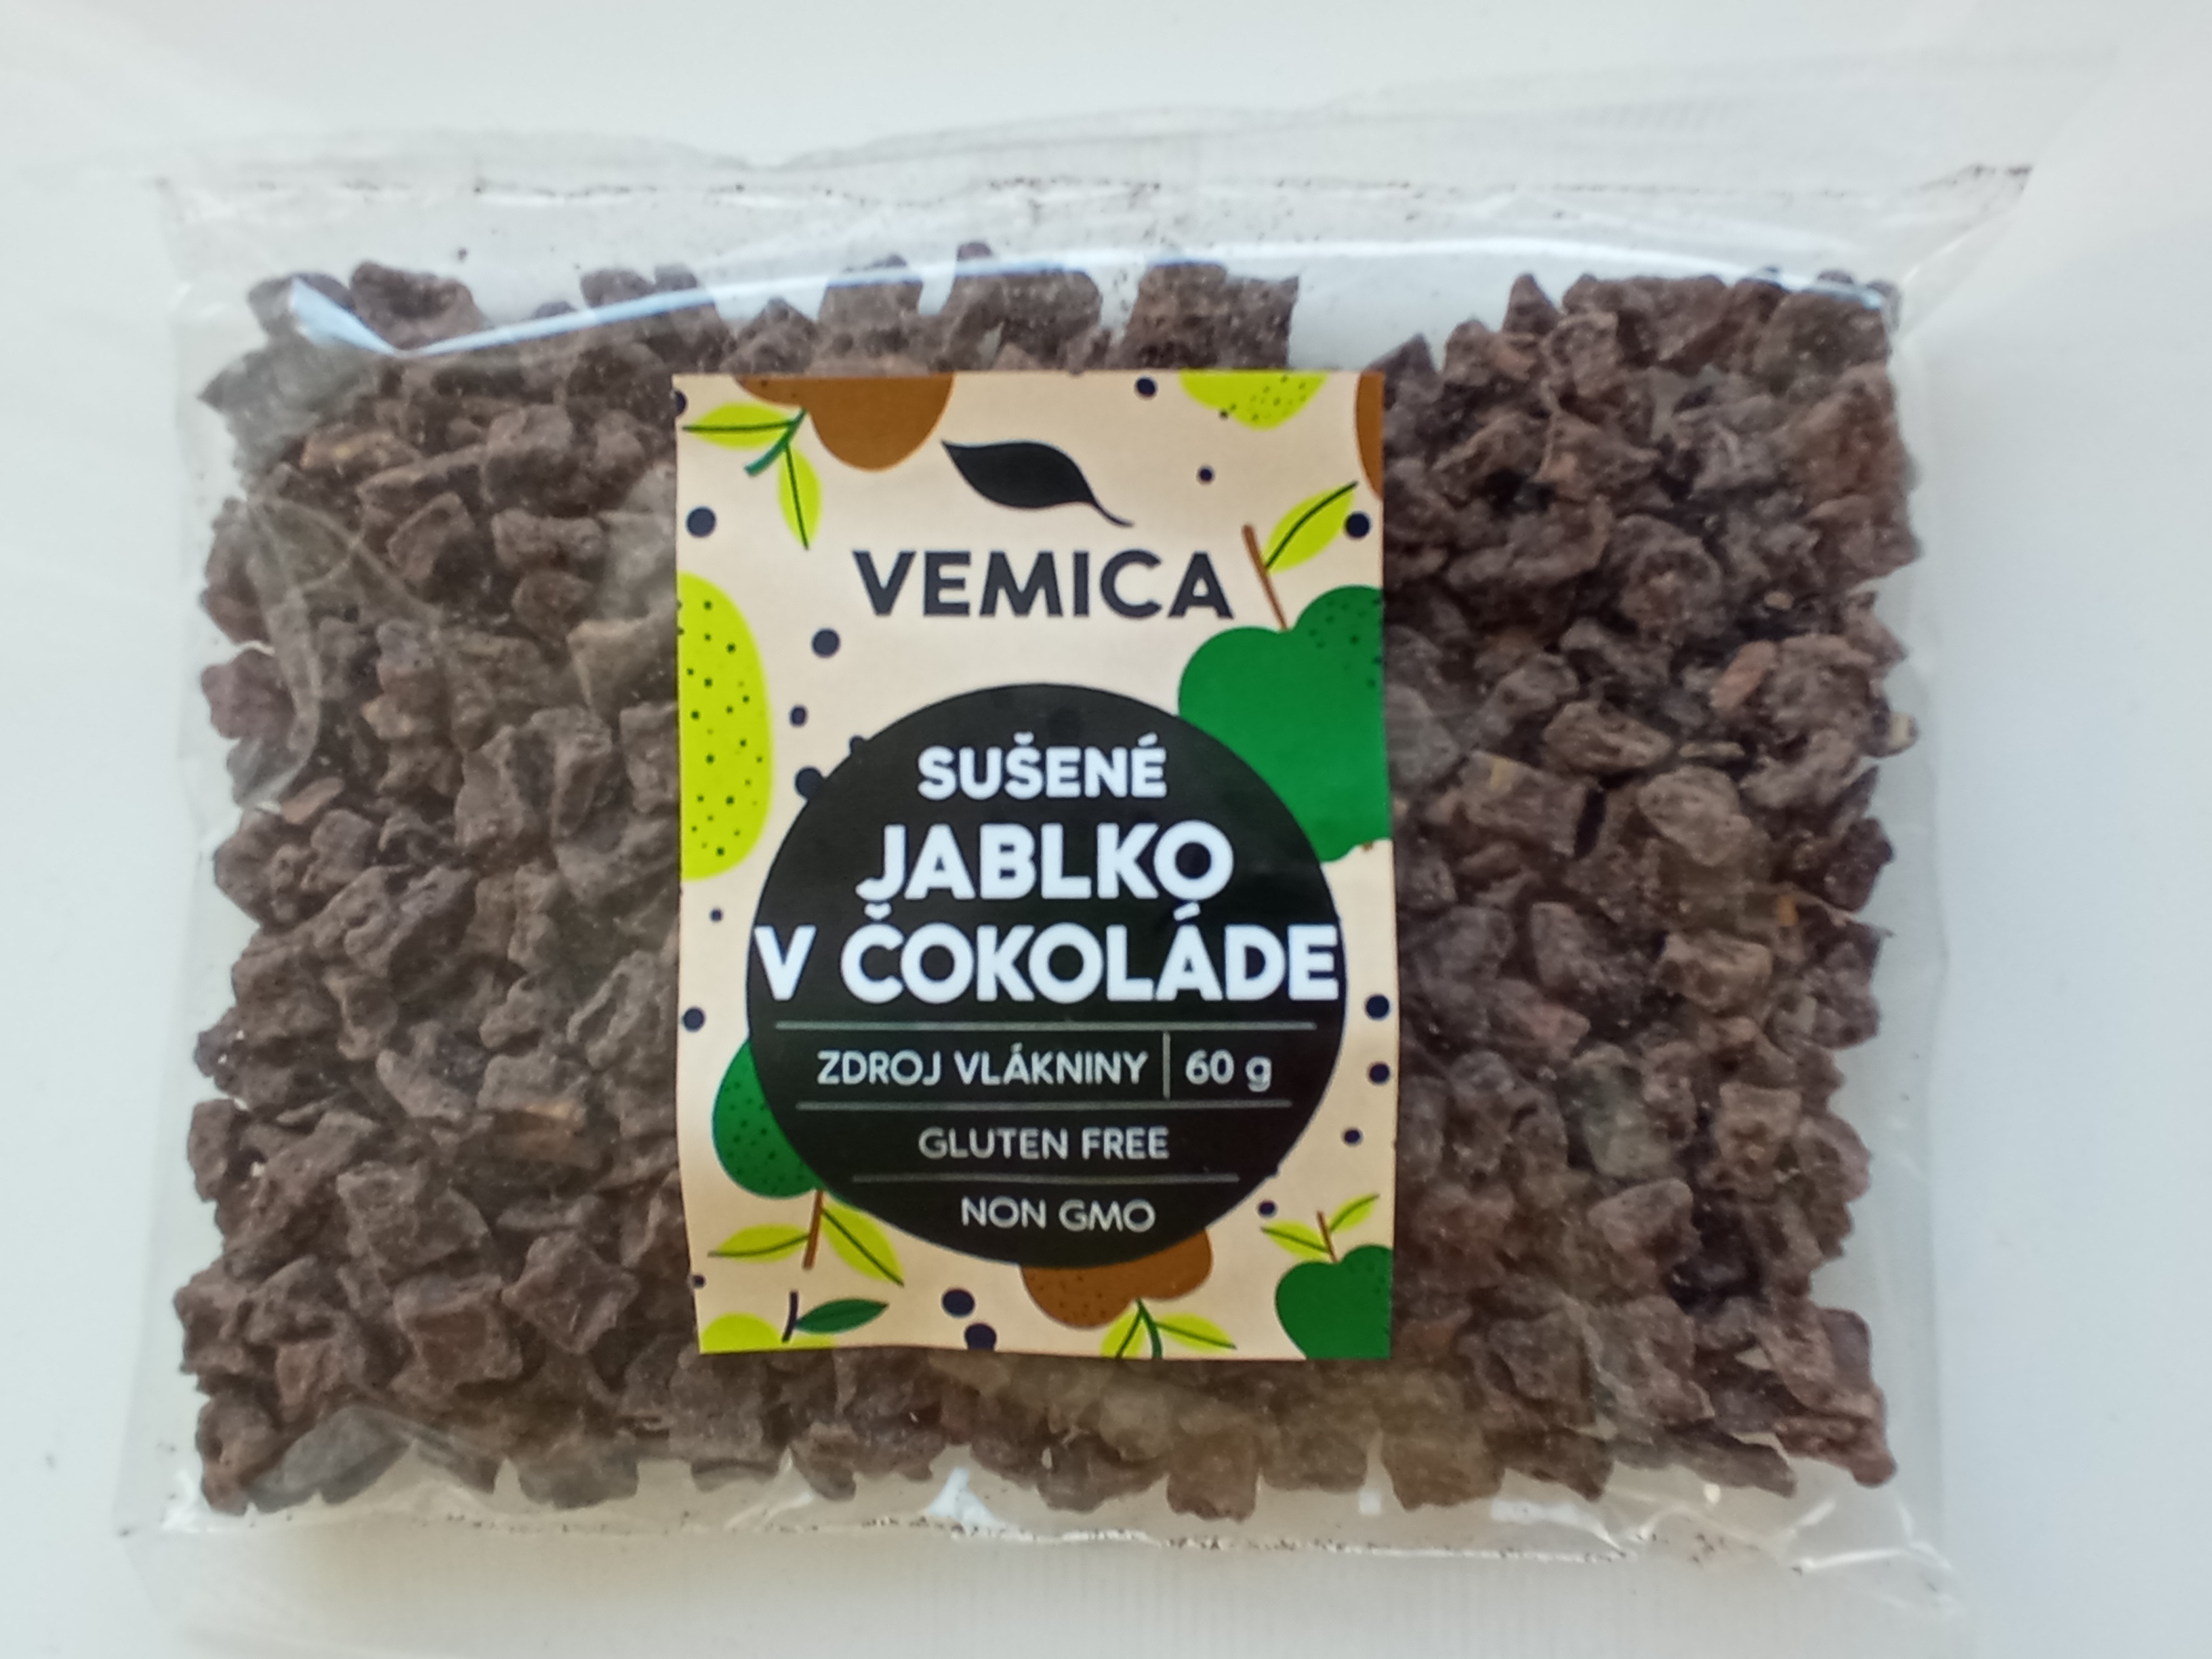 VEMICA
SUŠENÉ
JABLKO
V ČOKOLÁDE
ZDROJ VLÁKNINY | 60 g
GLUTEN FREE
NON GMO